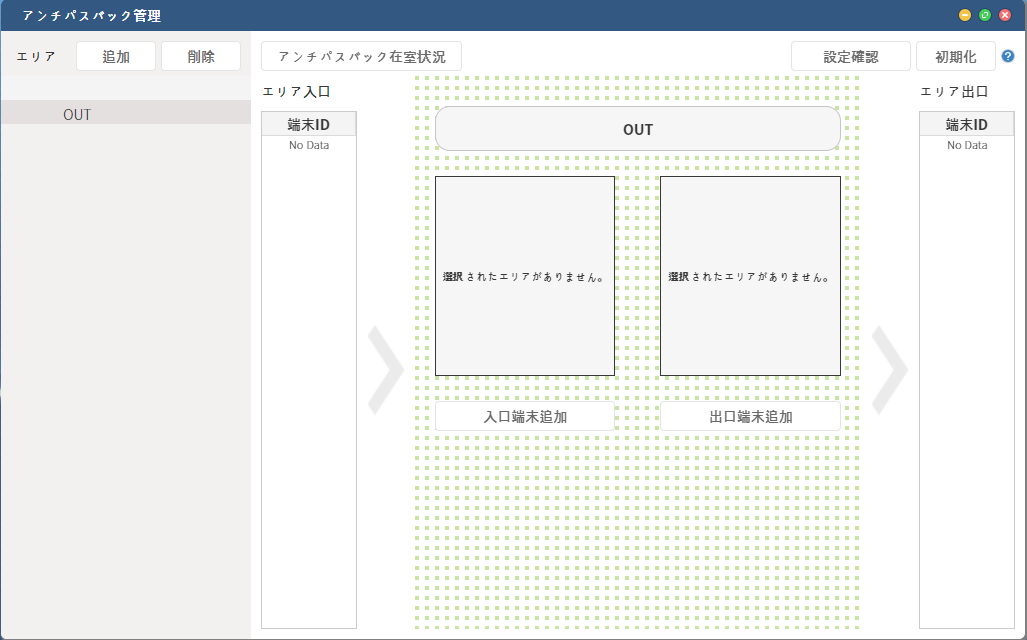 アンチパスバック管理
エリア
追加
削除
アンチパスバック在室状況
設定確認
初期化
OUT
エリア入口
端末ID
No Data
OUT
選択されたエリアがありません。
選択されたエリアがありません。
入口端末追加
出口端末追加
エリア出口
端末ID
No Data